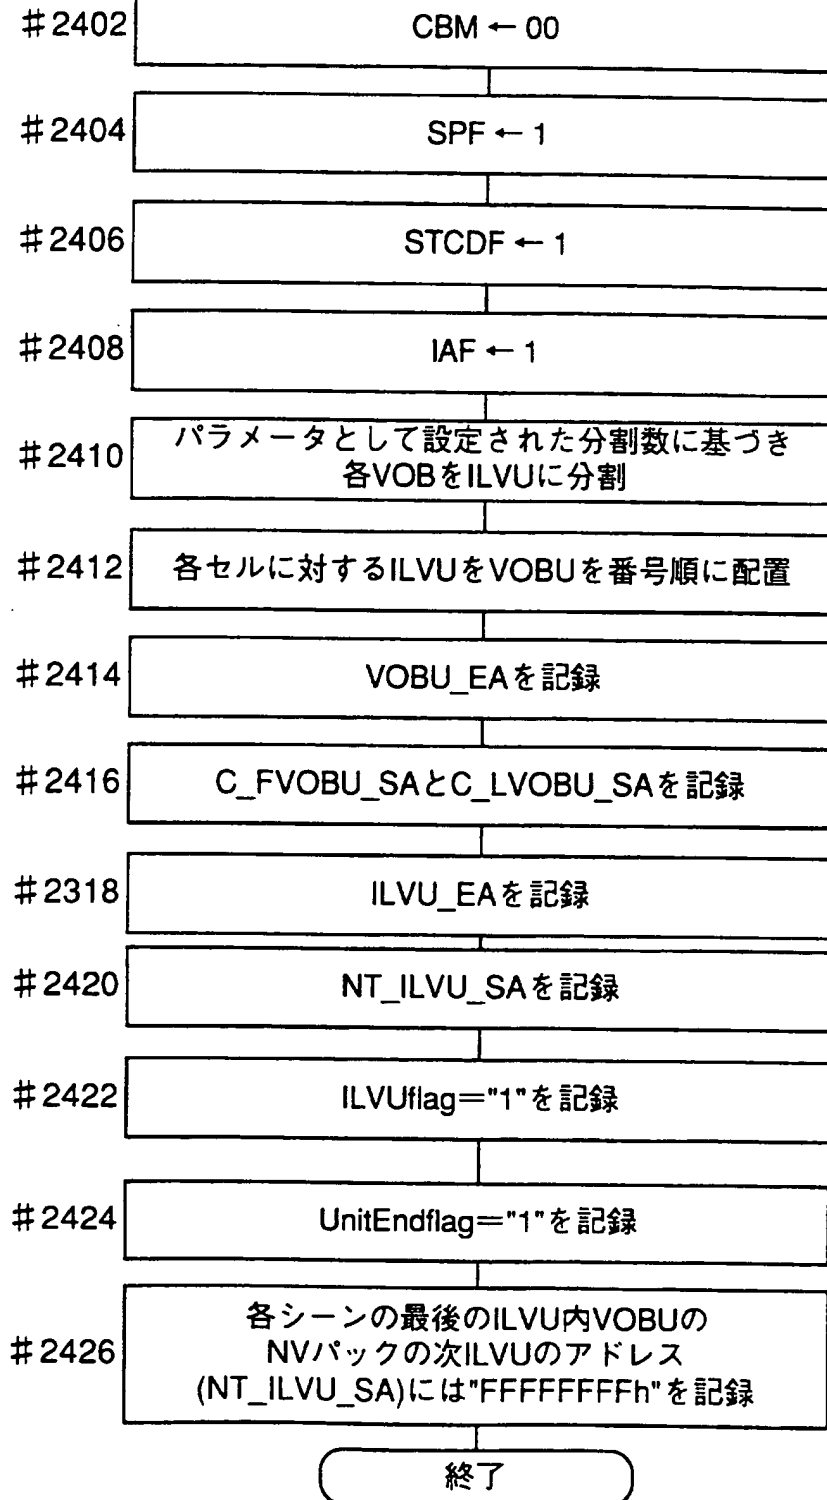 #2402 CBM ← 00
#2404 SPF ← 1
#2406 STCDF ← 1
#2408 IAF ← 1
#2410 パラメータとして設定された分割数に基づき
各VOBをILVUに分割
#2412 各セルに対するILVUをVOBUを番号順に配置
#2414 VOBU_EAを記録
#2416 C_FVOBU_SAとC_LVOBU_SAを記録
#2318 ILVU_EAを記録
#2420 NT_ILVU_SAを記録
#2422 ILVUflag="1"を記録
#2424 UnitEndflag="1"を記録
各シーンの最後のILVU内VOBUの
#2426 NVパックの次ILVUのアドレス
(NT_ILVU_SA)には"FFFFFFFFh"を記録
終了